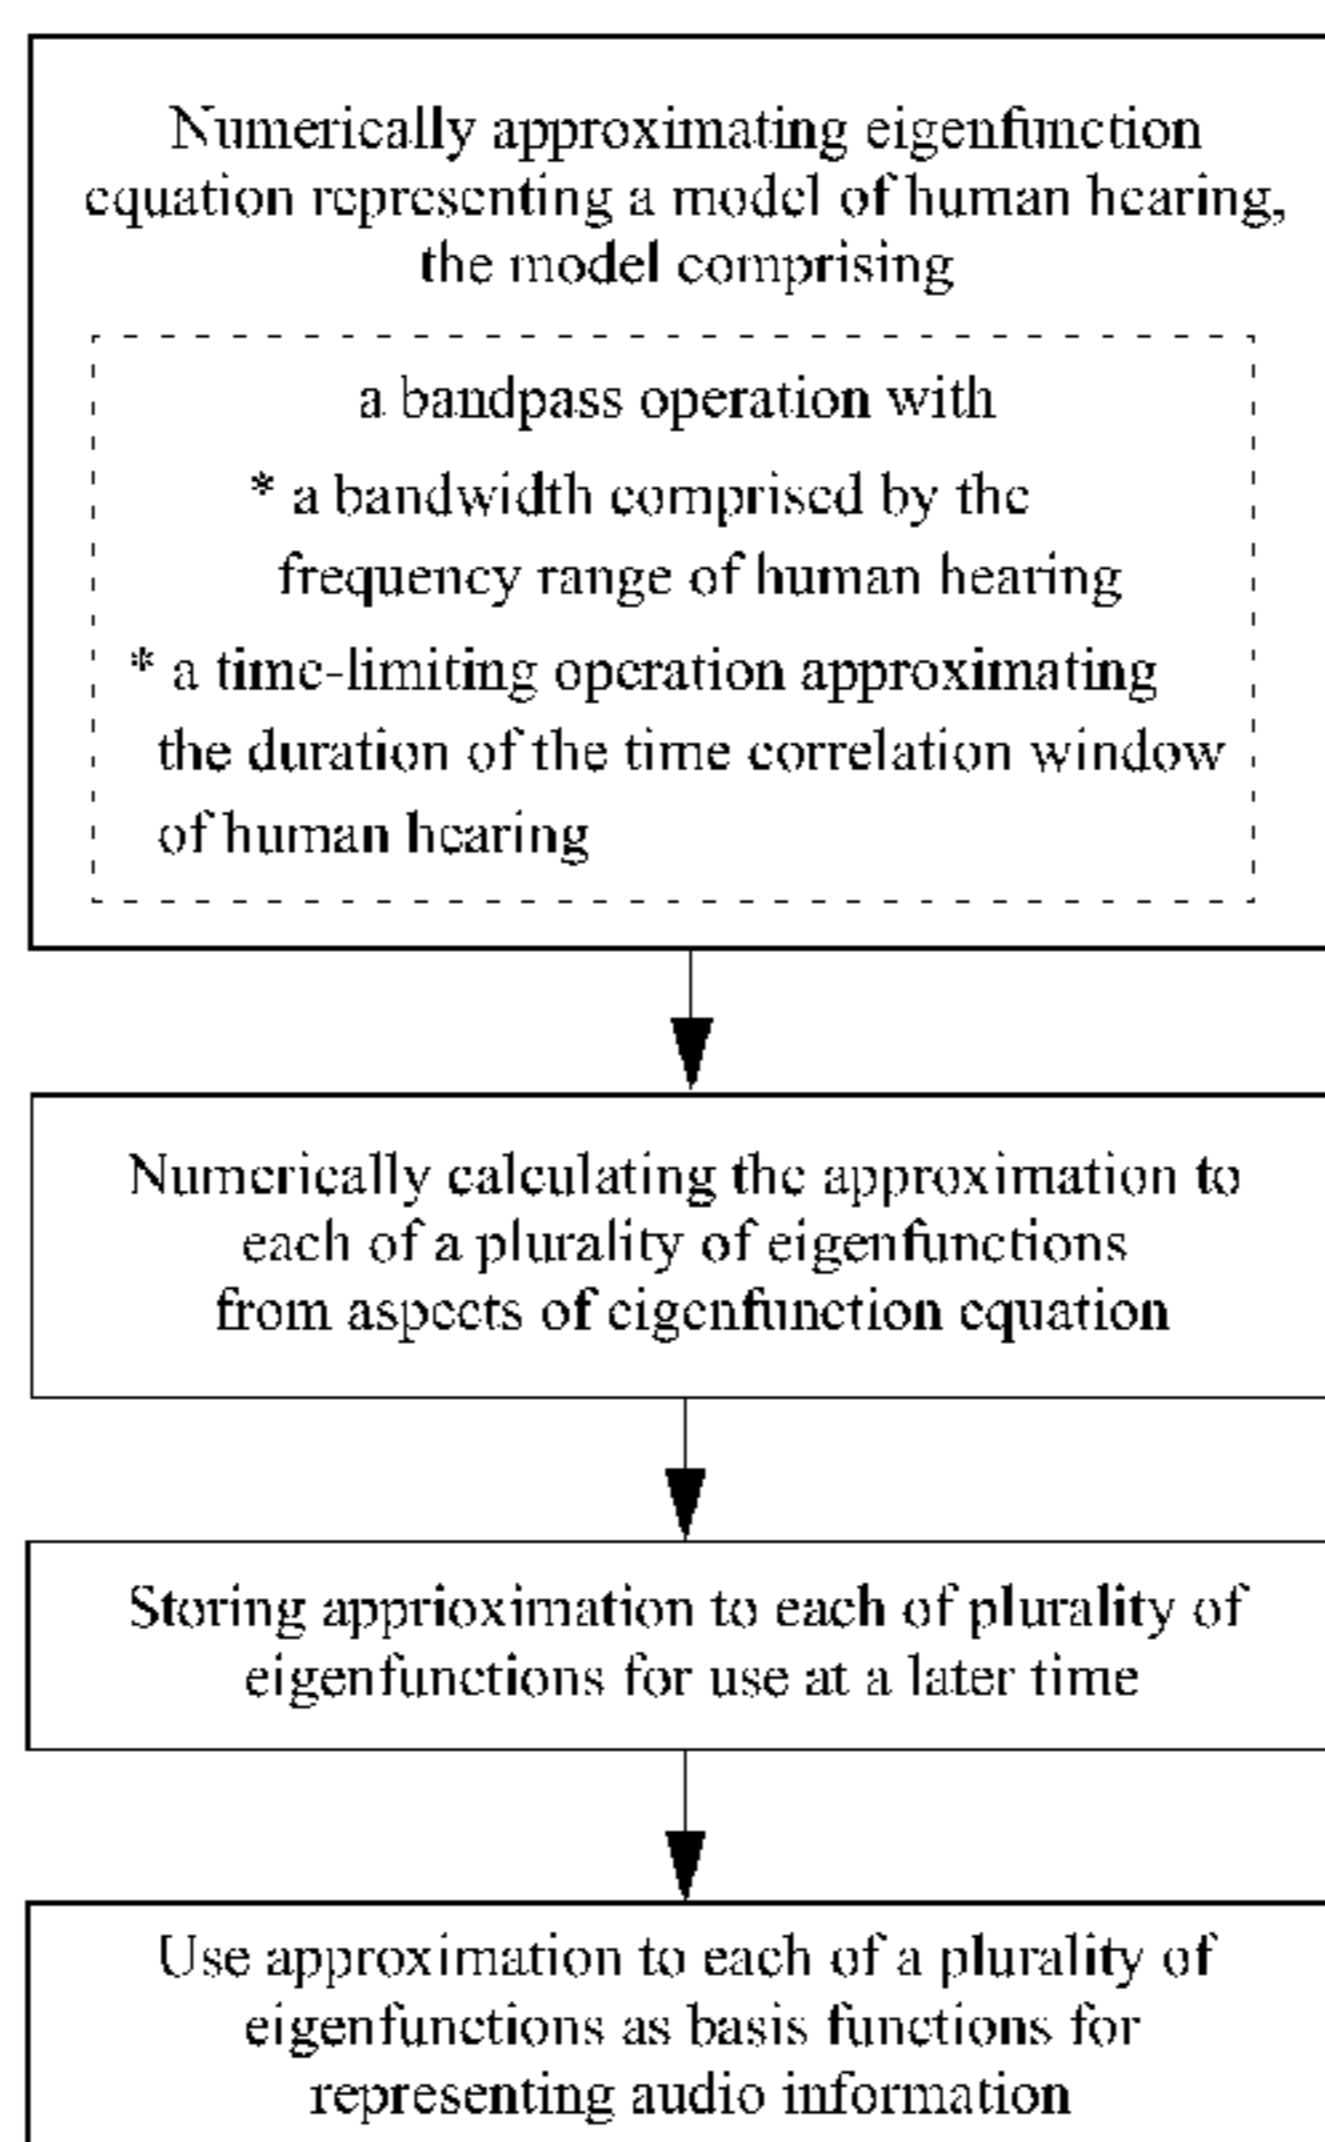 Numerically approximating eigenfunction
equation representing a model of human hearing,
the model comprising
a bandpass operation with
* a bandwidth comprised by the
frequency range of human hearing
* a time-limiting operation approximating
the duration of the time correlation window
of human hearing
Numerically calculating the approximation to
each of a plurality of eigenfunctions
from aspects of eigenfunction equation
Storing apprioximation to each of plurality of
eigenfunctions for use at a later time
Use approximation to each of a plurality of
eigenfunctions as basis functions for
representing audio information